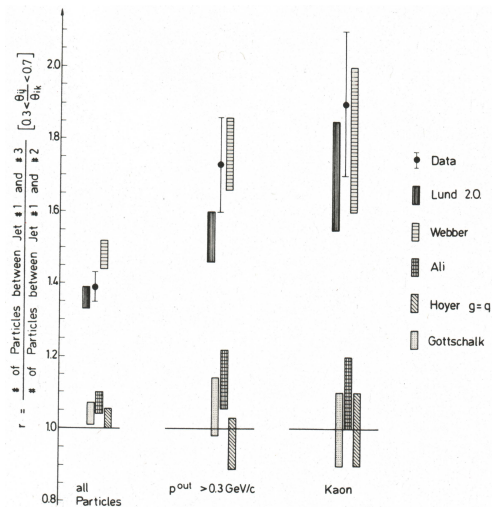 r = # of Particles between Jet #1 and #3 / # of Particles between Jet #1 and #2 [0.3 < θij/θik < 0.7]
2.0
1.8
1.6
1.4
1.2
1.0
0.8
Data
Lund 2.0.
Webber
Ali
Hoyer g=q
Gottschalk
all
Particles
p^out >0.3 GeV/c
Kaon